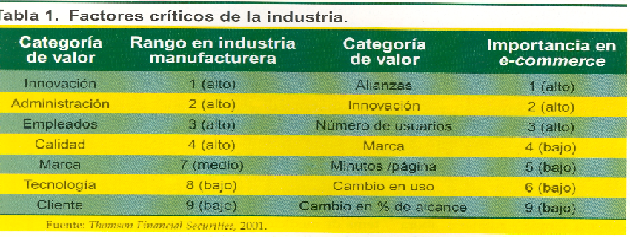 Tabla 1. Factores críticos de la industria.
Categoría de valor Rango en industria manufacturera Categoría de valor Importancia en e-commerce
Innovación 1 (alto) Alianzas 1 (alto)
Administración 2 (alto) Innovación 2 (alto)
Empleados 3 (alto) Número de usuarios 3 (alto)
Calidad 4 (alto) Marca 4 (bajo)
Marca 7 (medio) Minutos /página 5 (bajo)
Tecnología 8 (bajo) Cambio en uso 6 (bajo)
Cliente 9 (bajo) Cambio en % de alcance 9 (bajo)
Fuente: Thomson Financial Securities, 2001.